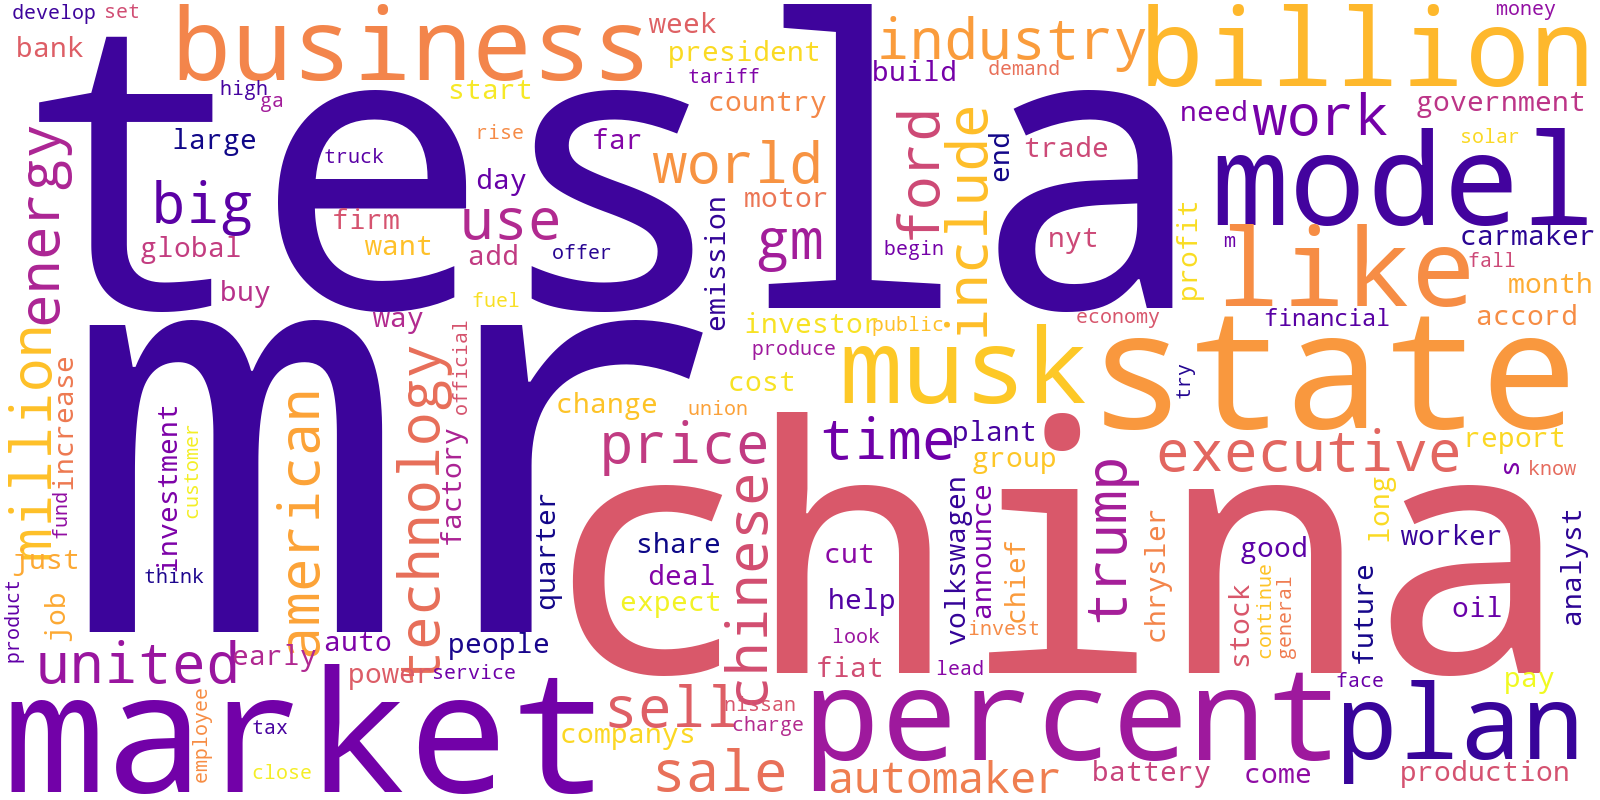 develop
set
bank
business
week
president
tariff
industry
build
demand
money
billion
high
ga
start
country
tesla
large
truck
rise
far
world
ford
include
end
need
work
government
trade
solar
model
energy
big
day
motor
firm
use
want
add
offer
global
buy
fuel
way
emission
gm
begin
nyt
profit
m
like
carmaker
fall
month
investor
public
produce
economy
financial
accord
mr
million
increase
american
technology
official
change
union
cost
musk
state
try
fund
investment
customer
factory
price
time
plant
group
executive
report
s
know
just
think
job
product
quarter
china
share
deal
expect
chinese
cut
help
look
fiat
volkswagen
announce
chief
invest
lead
trump
chrysler
good
stock
continue
general
long
worker
oil
future
analyst
united
early
auto
people
power
service
market
employee
tax
close
sell
nissan
charge
companys
sale
percent
automaker
battery
come
face
pay
plan
production